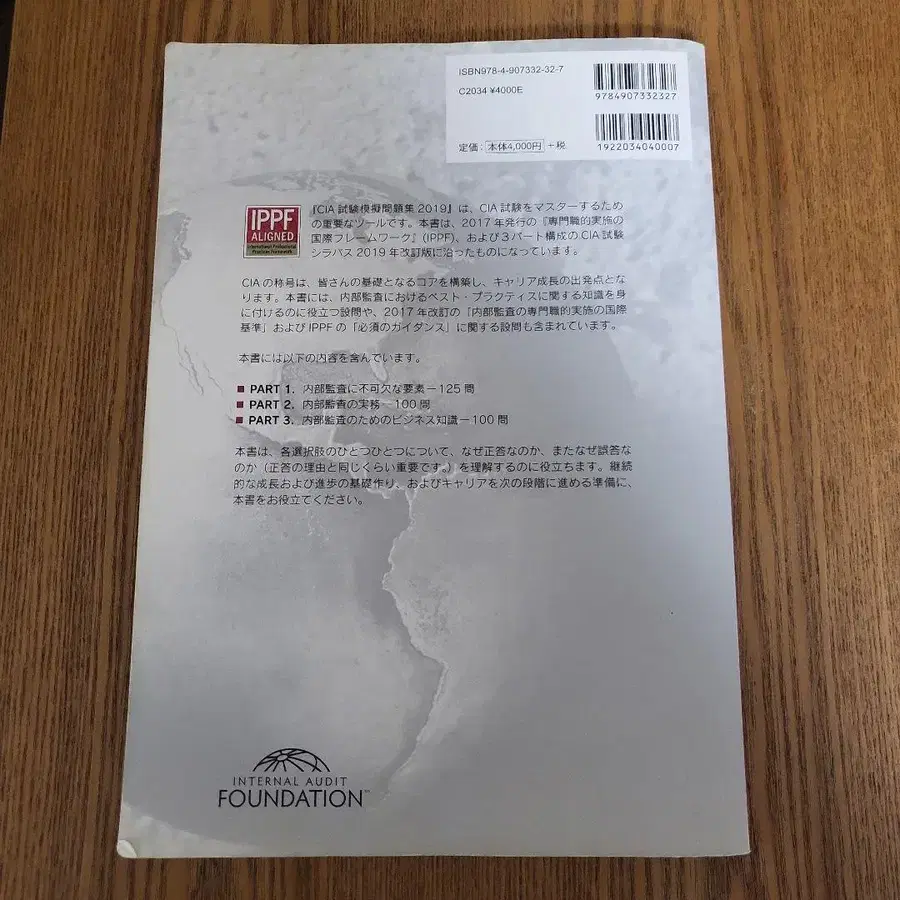 ISBN978-4-907332-32-7
C2034 ¥4000E
9784907332327
1922034040007
定価：本体4,000円＋税
IPPF
ALIGNED
International Professional
Practices Framework
『CIA 試験模擬問題集 2019』は、CIA 試験をマスターするため
の重要なツールです。本書は、2017 年発行の『専門職的実施の
国際フレームワーク』(IPPF)、および 3 パート構成の CIA 試験
シラバス 2019 年改訂版に沿ったものになっています。
CIA の称号は、皆さんの基礎となるコアを構築し、キャリア成長の出発点とな
ります。本書には、内部監査におけるベスト・プラクティスに関する知識を身
に付けるのに役立つ設問や、2017 年改訂の「内部監査の専門職的実施の国際
基準」および IPPF の「必須のガイダンス」に関する設問も含まれています。
本書には以下の内容を含んでいます。
■ PART 1. 内部監査に不可欠な要素－125 問
■ PART 2. 内部監査の実務－100 問
■ PART 3. 内部監査のためのビジネス知識－100 問
本書は、各選択肢のひとつひとつについて、なぜ正答なのか、またなぜ誤答な
のか（正答の理由と同じくらい重要です。）を理解するのに役立ちます。継続
的な成長および進歩の基礎作り、およびキャリアを次の段階に進める準備に、
本書をお役立てください。
INTERNAL AUDIT
FOUNDATION™